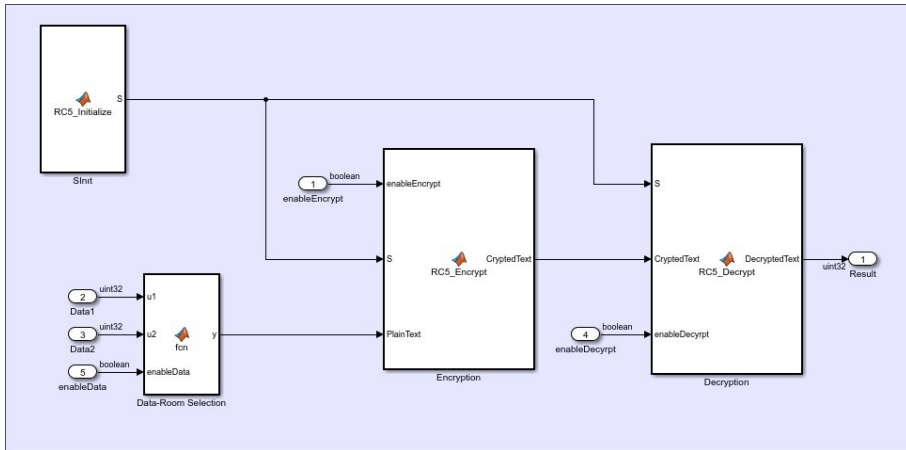 S
RC5_Initialize
SInit
boolean
1
enableEncrypt
enableEncrypt
S
S
RC5_Encrypt
CryptedText
CryptedText
RC5_Decrypt
DecryptedText
uint32
1
Result
uint32
2
Data1
u1
uint32
3
Data2
u2
fcn
y
PlainText
boolean
5
enableData
enableData
Data-Room Selection
boolean
4
enableDecyrpt
enableDecyrpt
Encryption
Decryption